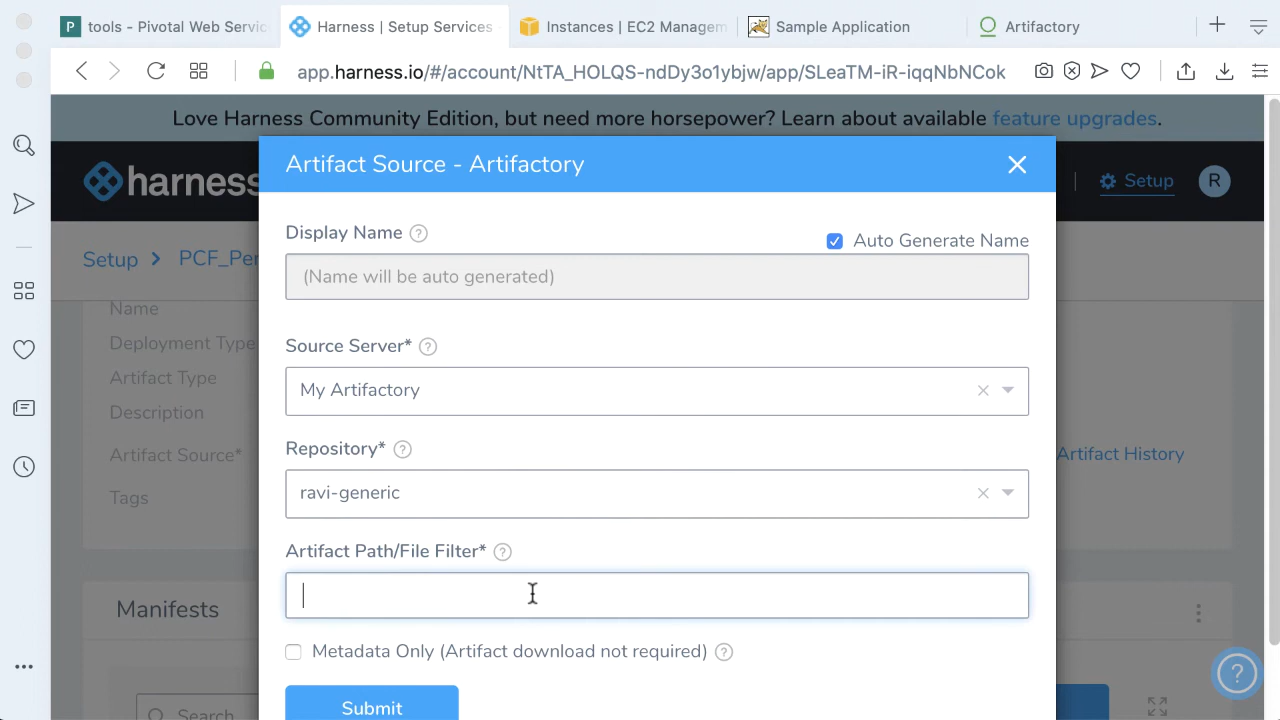 tools - Pivotal Web Servic
Harness | Setup Services
Instances | EC2 Managem
Sample Application
Artifactory
app.harness.io/#/account/NtTA_HOLQS-ndDy3o1ybjw/app/SLeaTM-iR-iqqNbNCok
Love Harness Community Edition, but need more horsepower? Learn about available feature upgrades.
harness
Setup
R
Setup > PCF_Per
Name
Deployment Type
Artifact Type
Description
Artifact Source*
Tags
Artifact History
Manifests
Search
Artifact Source - Artifactory
Display Name
Auto Generate Name
(Name will be auto generated)
Source Server*
My Artifactory
Repository*
ravi-generic
Artifact Path/File Filter*
Metadata Only (Artifact download not required)
Submit